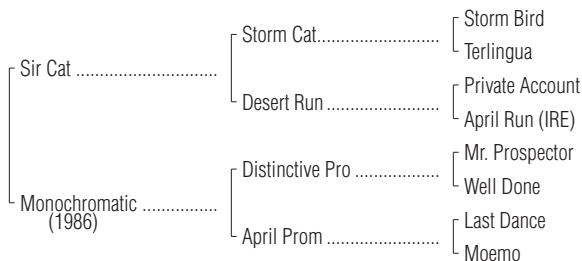 Storm Bird
Storm Cat..............................
Terlingua
Sir Cat ..................................
Private Account
Desert Run ...........................
April Run (IRE)
Mr. Prospector
Distinctive Pro ....................
Well Done
Monochromatic ..................
(1986)
Last Dance
April Prom ...........................
Moemo